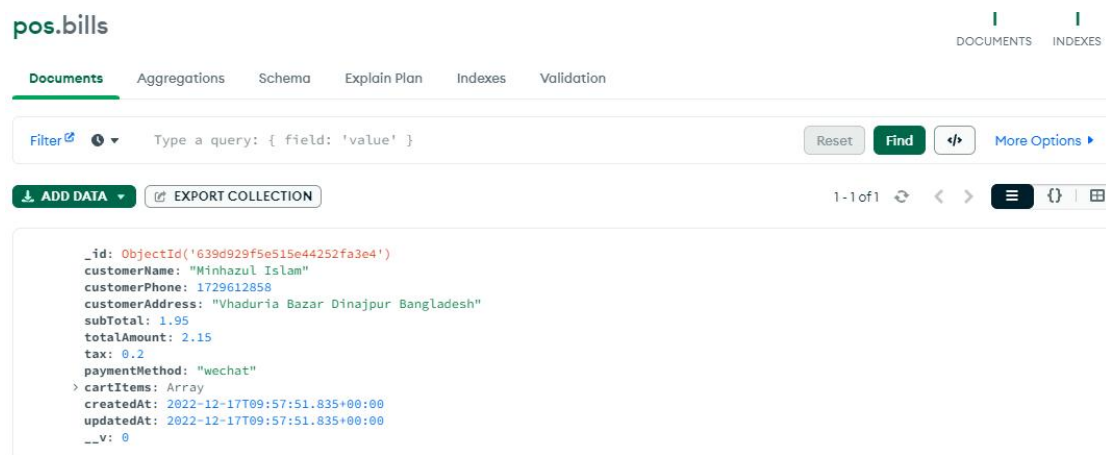 pos.bills
DOCUMENTS INDEXES
Documents Aggregations Schema Explain Plan Indexes Validation
Filter Type a query: { field: 'value' } Reset Find </> More Options
ADD DATA EXPORT COLLECTION 1-1 of 1 {}
_id: ObjectId('639d929f5e515e44252fa3e4')
customerName: "Minhazul Islam"
customerPhone: 1729612858
customerAddress: "Vhaduria Bazar Dinajpur Bangladesh"
subTotal: 1.95
totalAmount: 2.15
tax: 0.2
paymentMethod: "wechat"
> cartItems: Array
createdAt: 2022-12-17T09:57:51.835+00:00
updatedAt: 2022-12-17T09:57:51.835+00:00
__v: 0